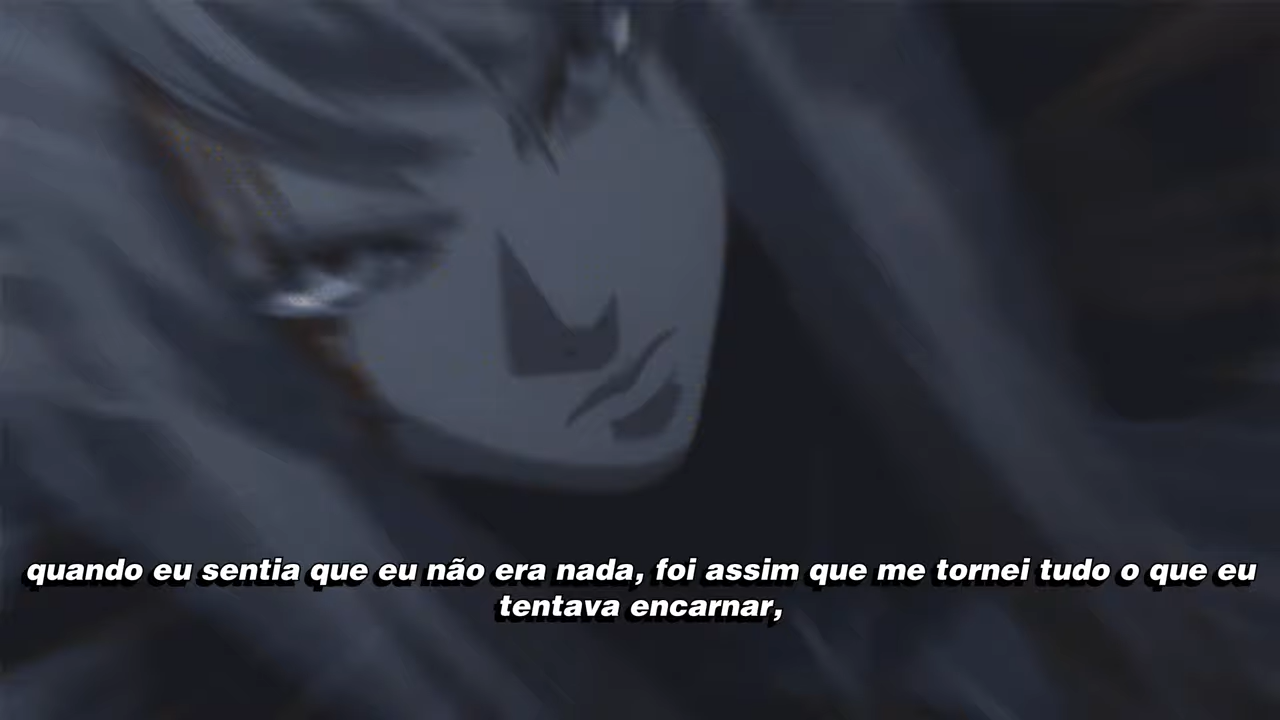 quando eu sentia que eu não era nada, foi assim que me tornei tudo o que eu
tentava encarnar,